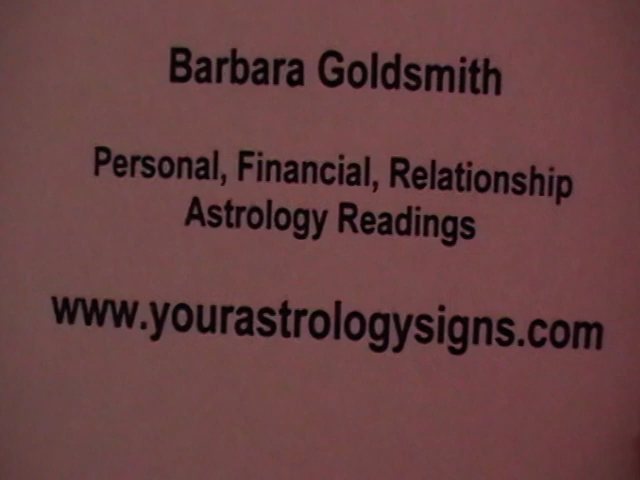 Barbara Goldsmith
Personal, Financial, Relationship
Astrology Readings
www.yourastrologysigns.com